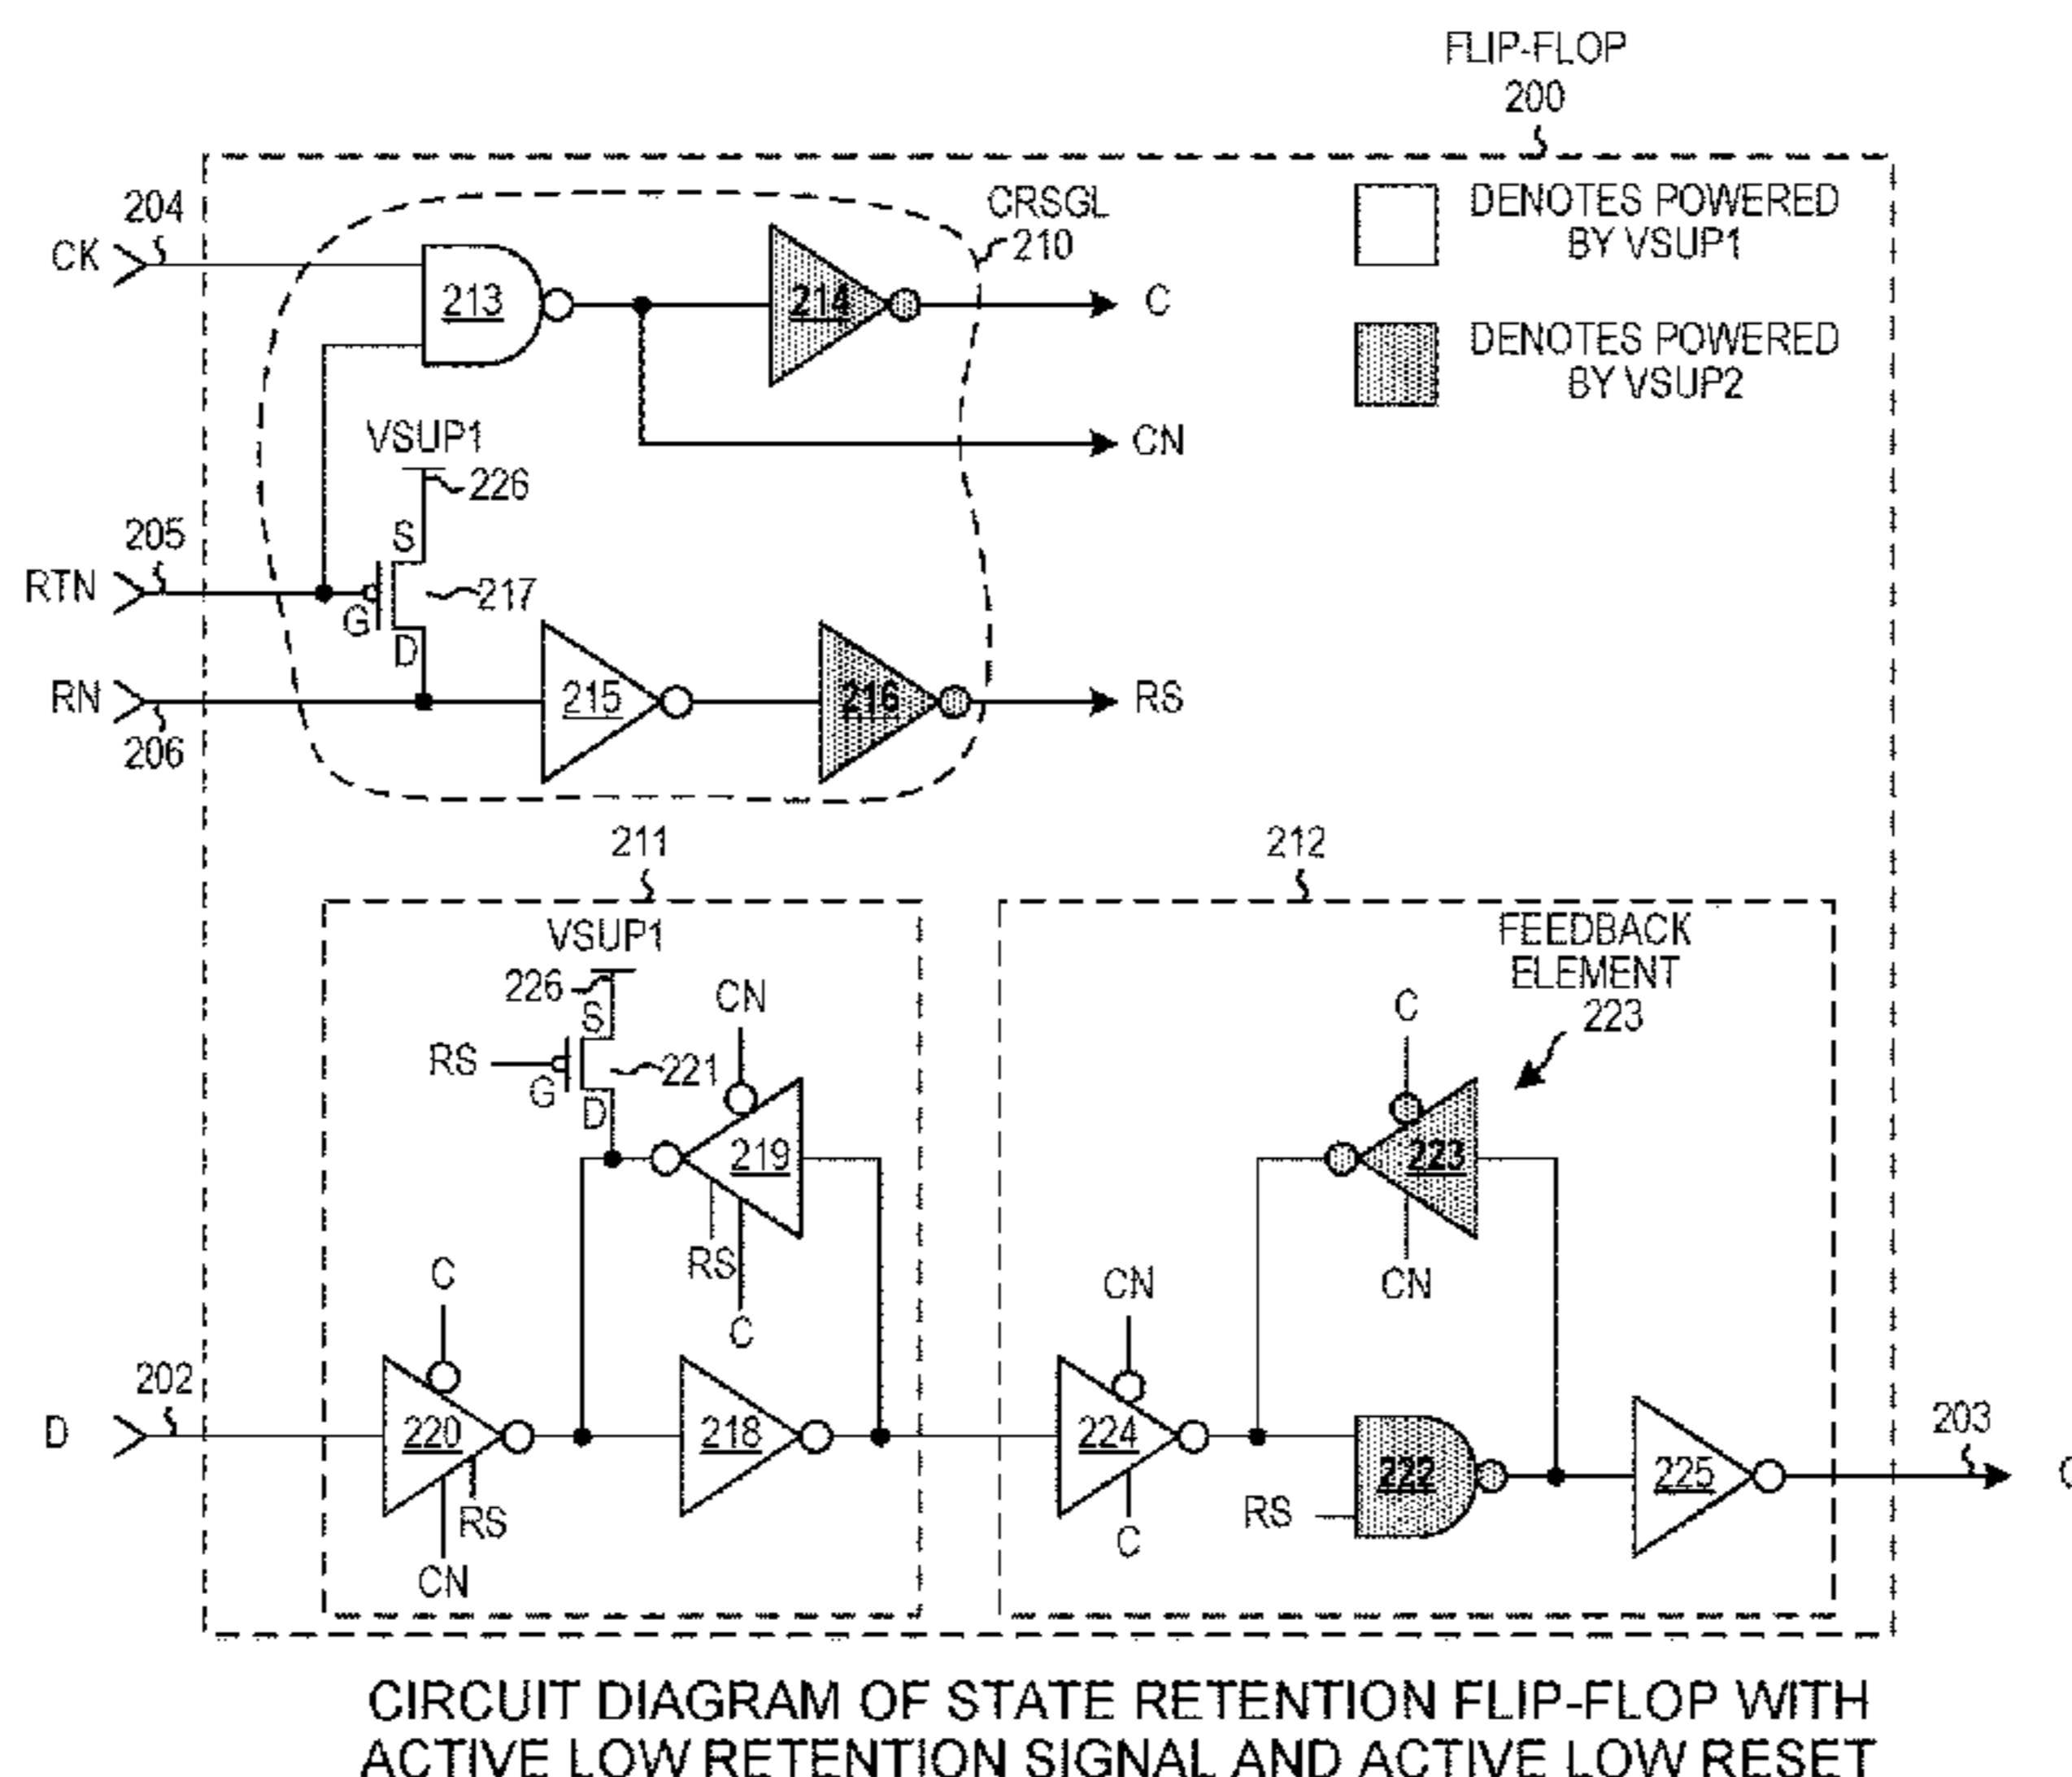 FLIP-FLOP
200
204
CK
213
214
CRSGL
210
C
DENOTES POWERED
BY VSUP1
DENOTES POWERED
BY VSUP2
CN
VSUP1
226
S
205
RTN
G
217
D
RN
206
215
216
RS
211
212
VSUP1
226
S
CN
RS
G
221
D
219
RS
C
FEEDBACK
ELEMENT
223
C
223
CN
C
202
D
220
RS
CN
218
CN
224
C
RS
222
225
203
CIRCUIT DIAGRAM OF STATE RETENTION FLIP-FLOP WITH
ACTIVE LOW RETENTION SIGNAL AND ACTIVE LOW RESET